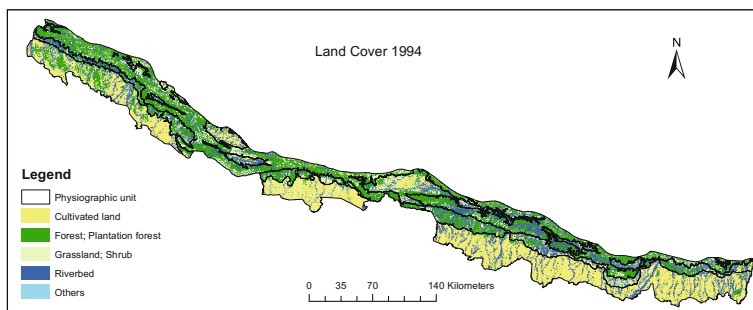 Land Cover 1994
N
Legend
Physiographic unit
Cultivated land
Forest; Plantation forest
Grassland; Shrub
Riverbed
Others
0 35 70 140 Kilometers